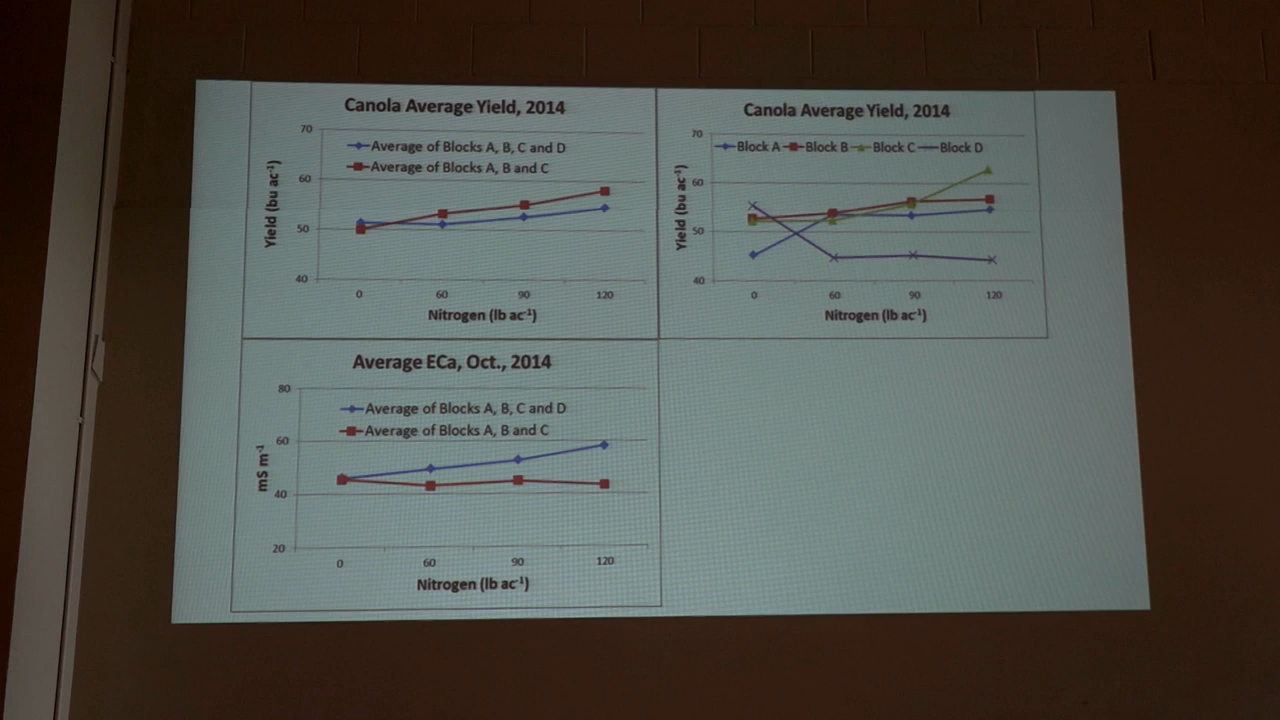 Canola Average Yield, 2014
70
60
50
40
Yield (bu ac⁻¹)
Average of Blocks A, B, C and D
Average of Blocks A, B and C
0 60 90 120
Nitrogen (lb ac⁻¹)
Canola Average Yield, 2014
70
60
50
40
Yield (bu ac⁻¹)
Block A Block B Block C Block D
0 60 90 120
Nitrogen (lb ac⁻¹)
Average ECa, Oct., 2014
80
60
40
20
mS m⁻¹
Average of Blocks A, B, C and D
Average of Blocks A, B and C
0 60 90 120
Nitrogen (lb ac⁻¹)